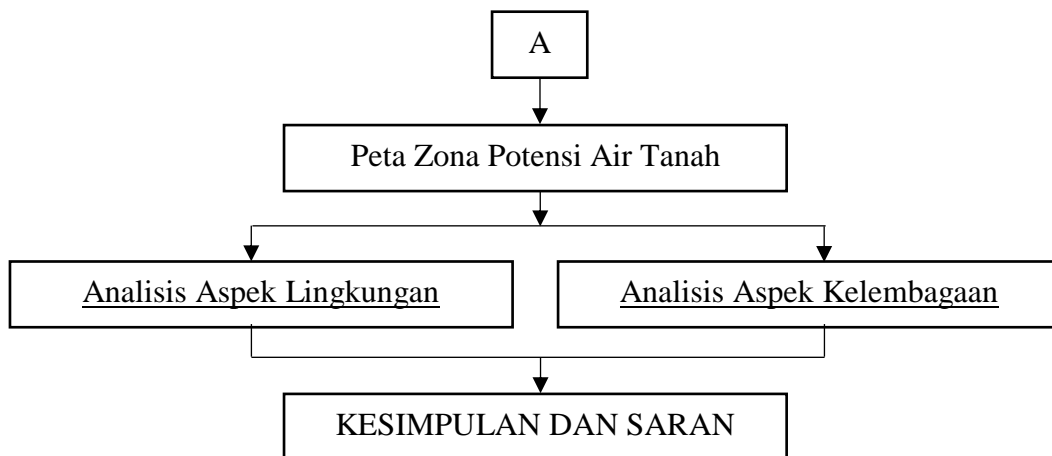 A
Peta Zona Potensi Air Tanah
Analisis Aspek Lingkungan
Analisis Aspek Kelembagaan
KESIMPULAN DAN SARAN